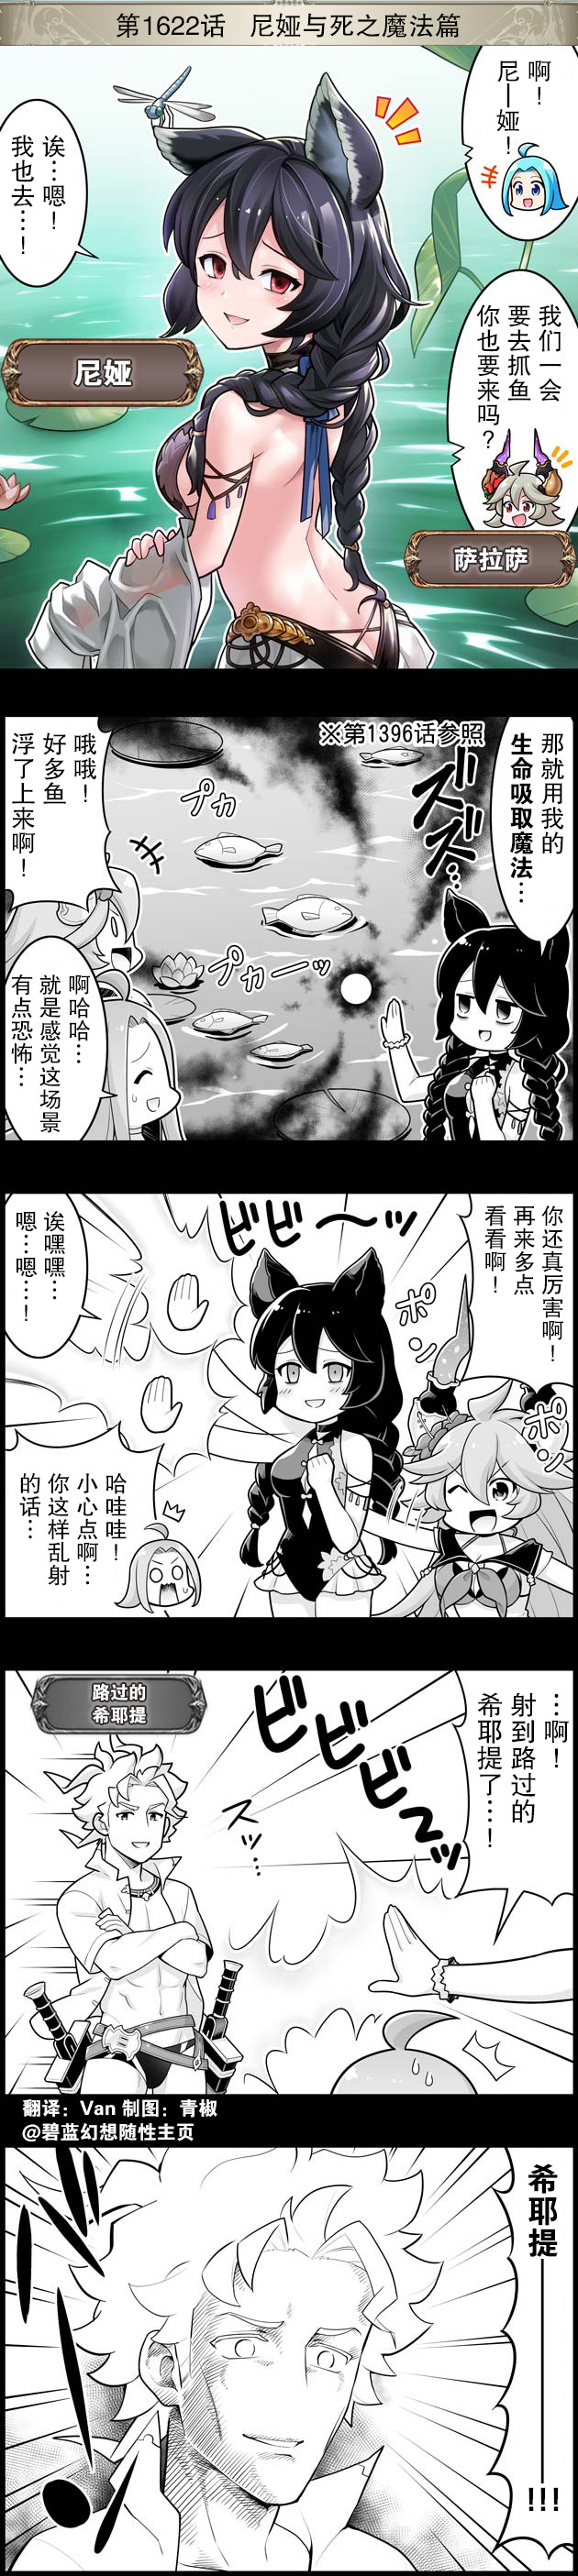 第1622话　尼娅与死之魔法篇
啊！
尼—娅！
诶…嗯！
我也去…！
我们一会
要去抓鱼
你也要来吗？
尼娅
萨拉萨
那就用我的
生命吸取魔法…
※第1396话参照
ズズ…
プカ
プカーッ
哦哦！
好多鱼
浮了上来啊！
啊哈哈…
就是感觉这场景
有点恐怖…
你还真厉害啊！
再来多点
看看啊！
ビビ～ッ
ポン
ポン
诶嘿嘿…
嗯…嗯…！
哈哇哇！
小心点啊…
你这样乱射
的话…
…啊！
射到路过的
希耶提了…！
ビビビ～ッ
スッ…
路过的
希耶提
翻译：Van 制图：青椒
@碧蓝幻想随性主页
希耶提——!!!